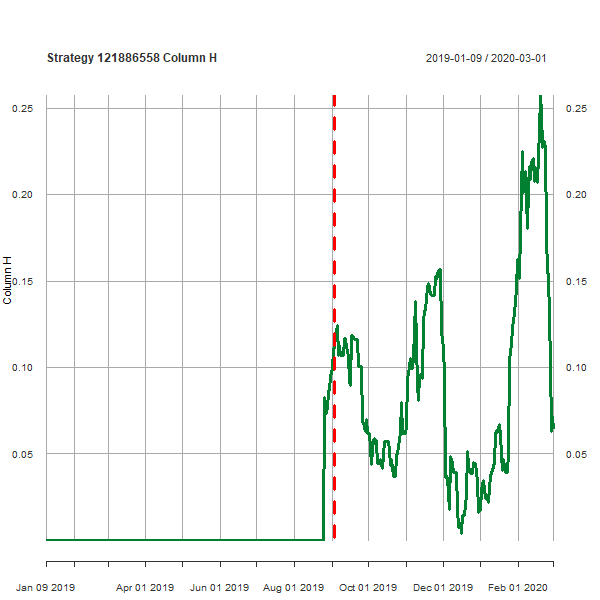 Strategy 121886558 Column H
2019-01-09 / 2020-03-01
0.25
0.25
0.20
0.20
0.15
0.15
0.10
0.10
0.05
0.05
Column H
Jan 09 2019
Apr 01 2019
Jun 01 2019
Aug 01 2019
Oct 01 2019
Dec 01 2019
Feb 01 2020